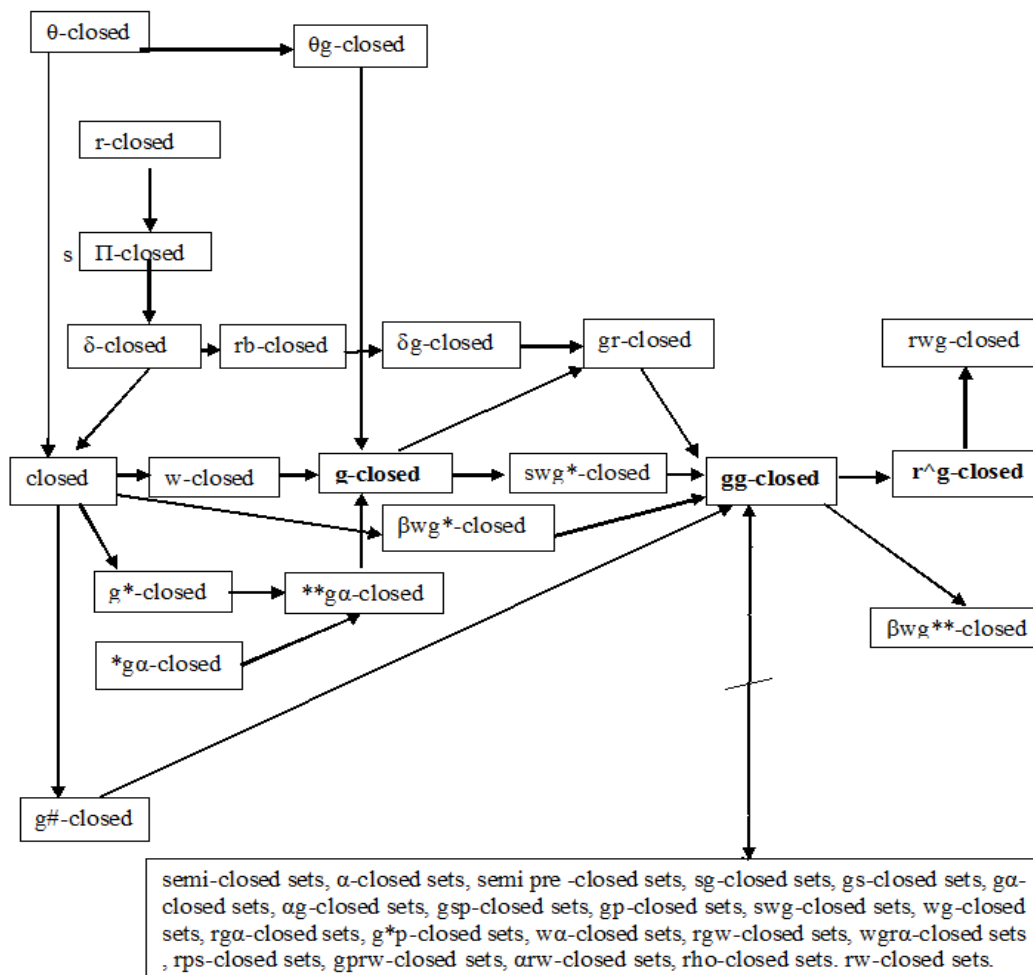 θ-closed
θg-closed
r-closed
s
Π-closed
δ-closed
rb-closed
δg-closed
gr-closed
rwg-closed
closed
w-closed
g-closed
swg*-closed
gg-closed
r^g-closed
βwg*-closed
g*-closed
**gα-closed
βwg**-closed
*gα-closed
g#-closed
semi-closed sets, α-closed sets, semi pre -closed sets, sg-closed sets, gs-closed sets, gα-
closed sets, αg-closed sets, gsp-closed sets, gp-closed sets, swg-closed sets, wg-closed
sets, rgα-closed sets, g*p-closed sets, wα-closed sets, rgw-closed sets, wgrα-closed sets
, rps-closed sets, gprw-closed sets, αrw-closed sets, rho-closed sets. rw-closed sets.